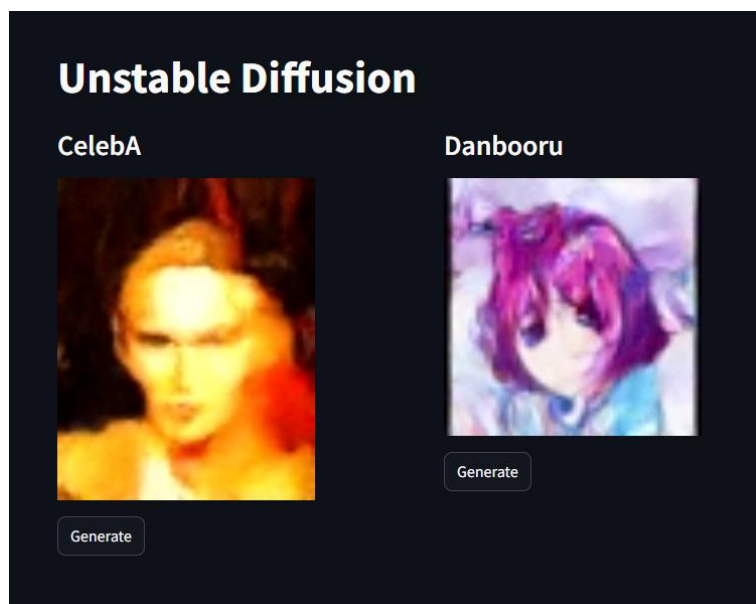 Unstable Diffusion
CelebA
Danbooru
Generate
Generate